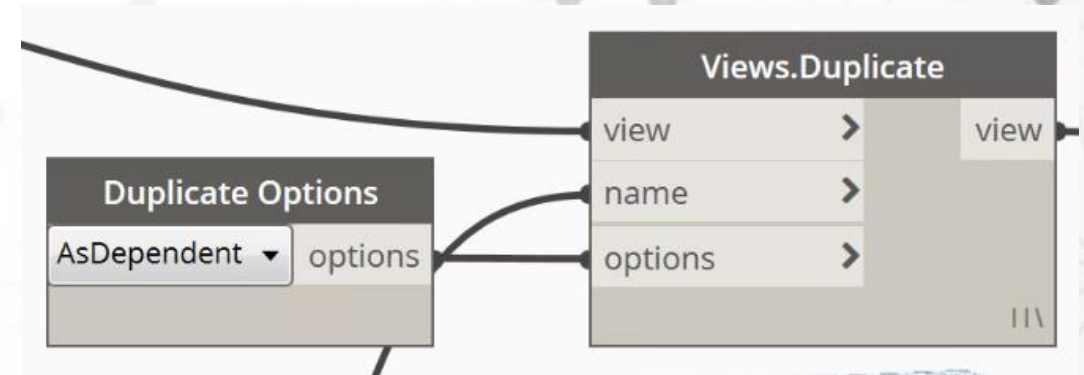 Views.Duplicate
view
view
name
options
Duplicate Options
AsDependent
options